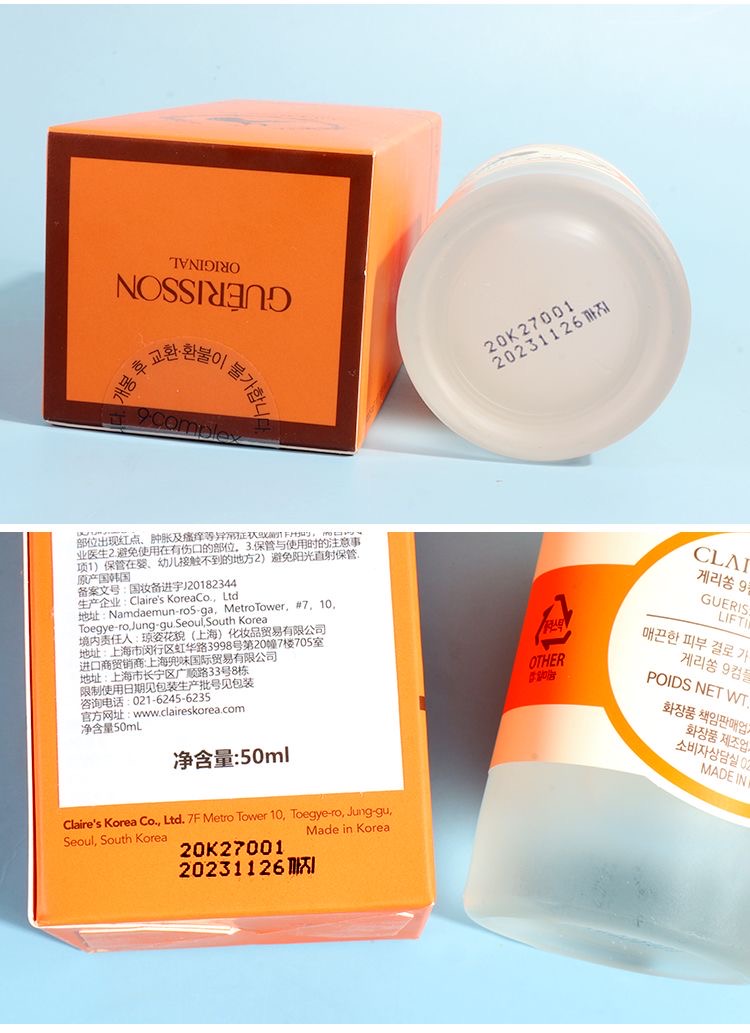 GUÉRISSON
ORIGINAL
개봉 후 교환·환불이 불가합니다
9complex
20K27001
20231126까지
部位出现红点、肿胀及瘙痒等异常症状或副作用时，需咨询专
业医生2.避免使用在有伤口的部位。3.保管与使用时的注意事
项1）保管在婴、幼儿接触不到的地方2）避免阳光直射保管.
原产国韩国
备案文号：国妆备进字J20182344
生产企业：Claire's KoreaCo.，Ltd
地址：Namdaemun-ro5-ga，MetroTower，#7，10，
Toegye-ro,Jung-gu.Seoul,South Korea
境内责任人：琼姿花貌（上海）化妆品贸易有限公司
地址：上海市闵行区虹华路3998号第20幢7楼705室
进口商贸销商:上海兜味国际贸易有限公司
地址：上海市长宁区广顺路33号8栋
限制使用日期见包装生产批号见包装
咨询电话：021-6245-6235
官方网址：www.claireskorea.com
净含量50mL
净含量:50ml
Claire's Korea Co., Ltd. 7F Metro Tower 10, Toegye-ro, Jung-gu,
Seoul, South Korea Made in Korea
20K27001
20231126까지
OTHER
캡:알미늄
CLAI
게리쏭 9
GUERIS
LIFTI
매끈한 피부 결로 가
게리쏭 9컴플
POIDS NET WT.
화장품 책임판매업
화장품 제조업
소비자상담실 02
MADE IN